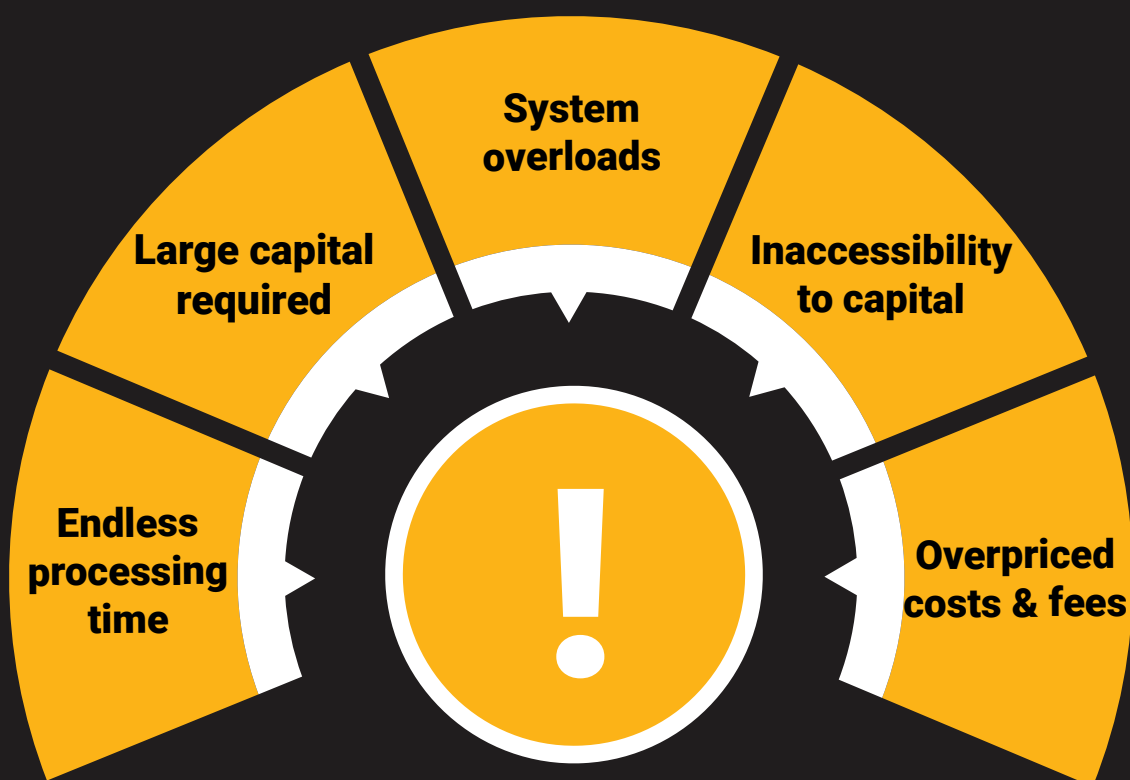 System
overloads
Large capital
required
Inaccessibility
to capital
Endless
processing
time
!
Overpriced
costs & fees